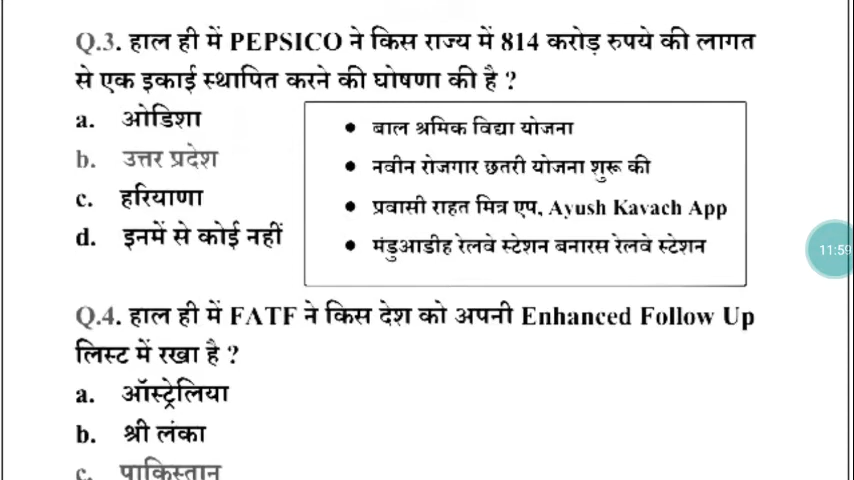 Q.3. हाल ही में PEPSICO ने किस राज्य में 814 करोड़ रुपये की लागत
से एक इकाई स्थापित करने की घोषणा की है ?
a. ओडिशा
b. उत्तर प्रदेश
c. हरियाणा
d. इनमें से कोई नहीं
• बाल श्रमिक विद्या योजना
• नवीन रोजगार छतरी योजना शुरू की
• प्रवासी राहत मित्र एप, Ayush Kavach App
• मंडुआडीह रेलवे स्टेशन बनारस रेलवे स्टेशन
11:59
Q.4. हाल ही में FATF ने किस देश को अपनी Enhanced Follow Up
लिस्ट में रखा है ?
a. ऑस्ट्रेलिया
b. श्री लंका
c. पाकिस्तान